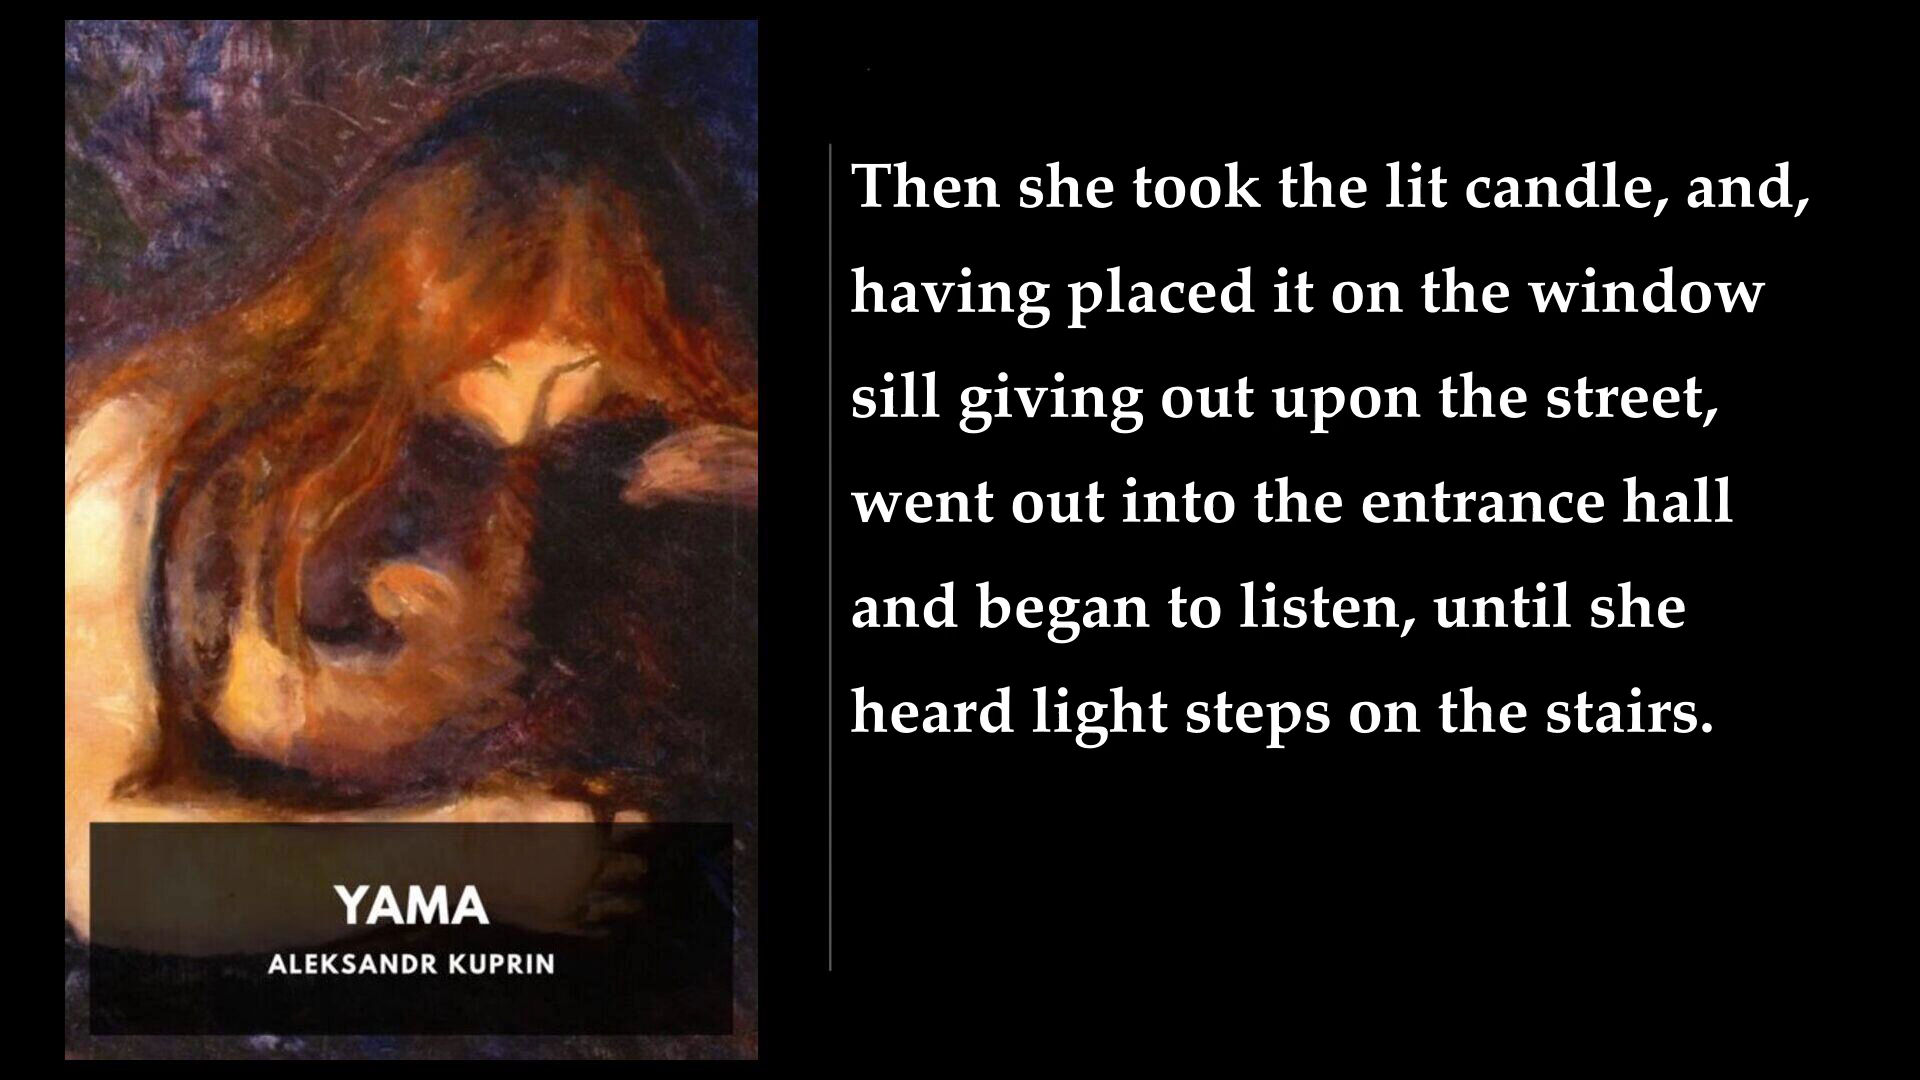 YAMA
ALEKSANDR KUPRIN
Then she took the lit candle, and,
having placed it on the window
sill giving out upon the street,
went out into the entrance hall
and began to listen, until she
heard light steps on the stairs.